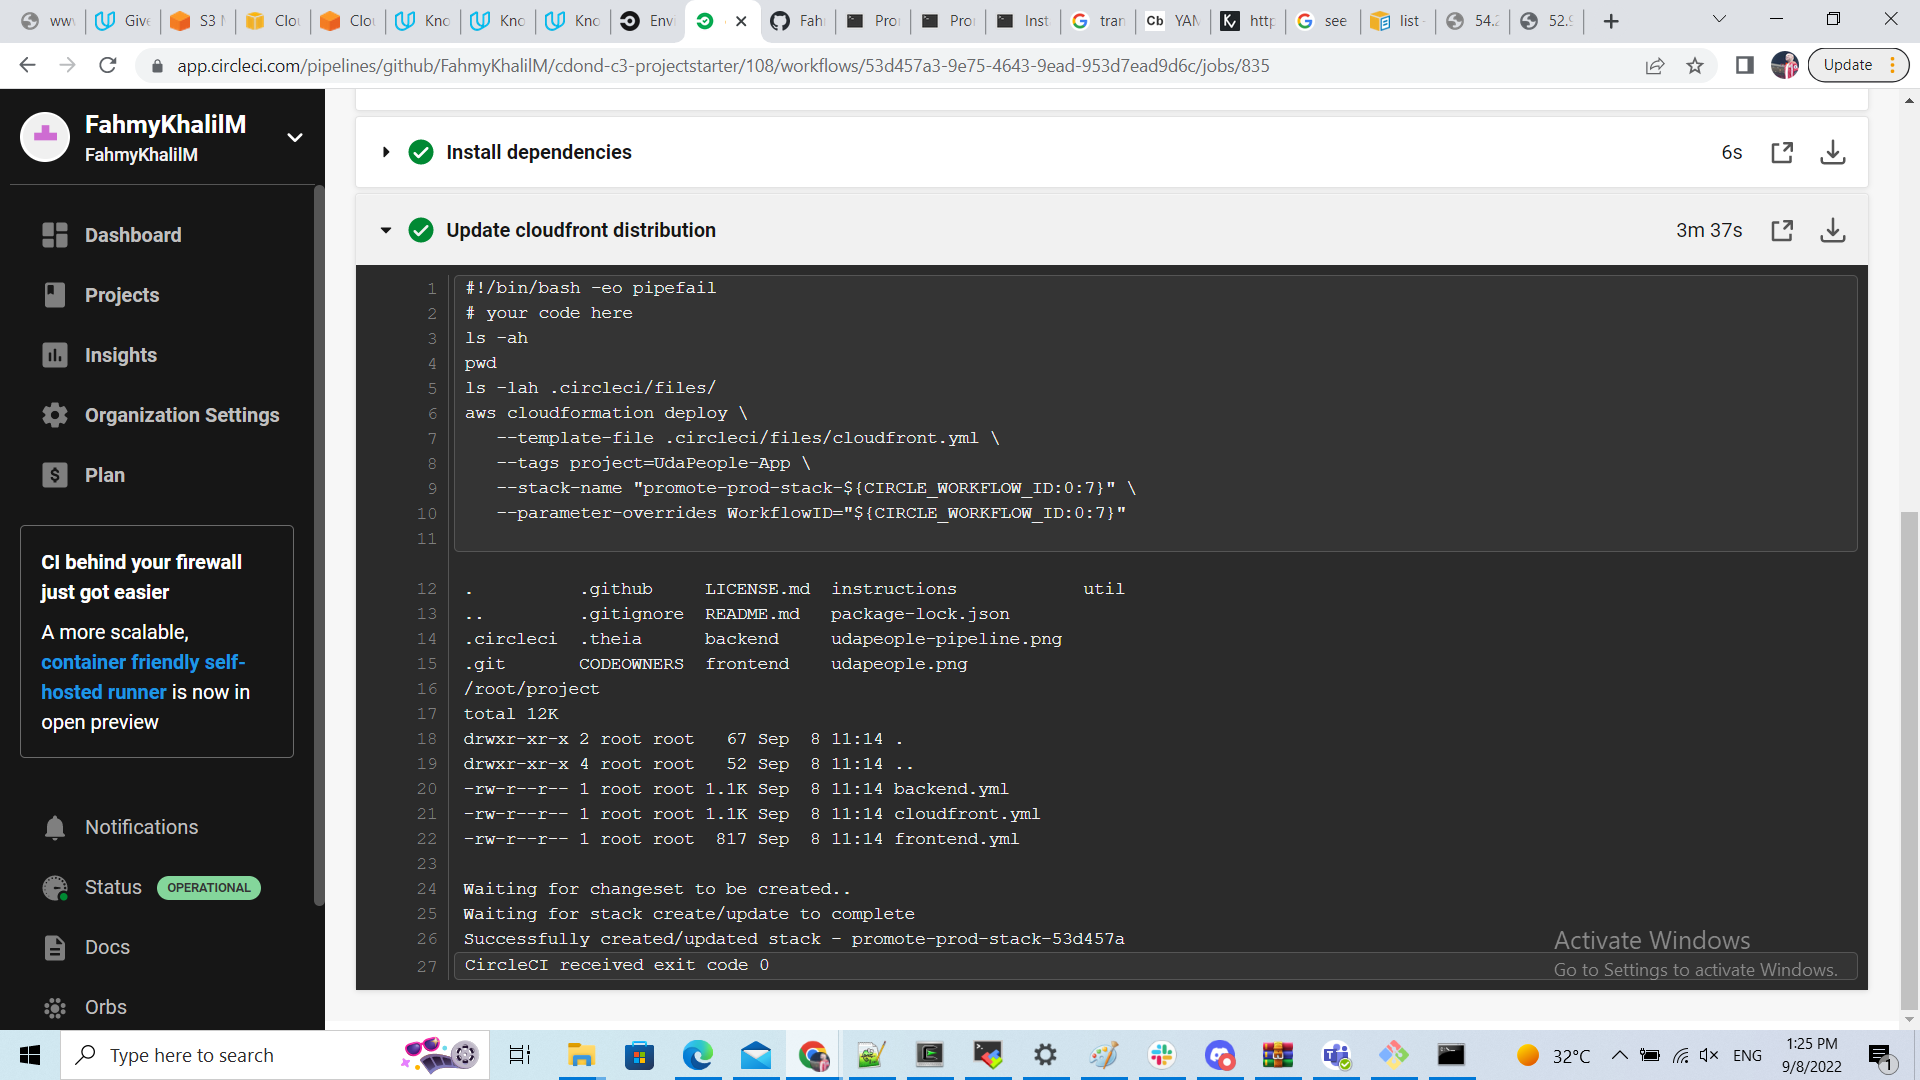 www
Give
S3
Clou
Clou
Kno
Kno
Kno
Envi
Fahr
Pro
Pro
Inst
tran
Cb YAM
http
see
list
54.2
52.9
app.circleci.com/pipelines/github/FahmyKhalilM/cdond-c3-projectstarter/108/workflows/53d457a3-9e75-4643-9ead-953d7ead9d6c/jobs/835
Update
FahmyKhalilM
FahmyKhalilM
Dashboard
Projects
Insights
Organization Settings
Plan
CI behind your firewall
just got easier
A more scalable,
container friendly self-
hosted runner is now in
open preview
Notifications
Status OPERATIONAL
Docs
Orbs
Install dependencies 6s
Update cloudfront distribution 3m 37s
1 #!/bin/bash -eo pipefail
2 # your code here
3 ls -ah
4 pwd
5 ls -lah .circleci/files/
6 aws cloudformation deploy \
7 --template-file .circleci/files/cloudfront.yml \
8 --tags project=UdaPeople-App \
9 --stack-name "promote-prod-stack-${CIRCLE_WORKFLOW_ID:0:7}" \
10 --parameter-overrides WorkflowID="${CIRCLE_WORKFLOW_ID:0:7}"
11
12 . .github LICENSE.md instructions util
13 .. .gitignore README.md package-lock.json
14 .circleci .theia backend udapeople-pipeline.png
15 .git CODEOWNERS frontend udapeople.png
16 /root/project
17 total 12K
18 drwxr-xr-x 2 root root 67 Sep 8 11:14 .
19 drwxr-xr-x 4 root root 52 Sep 8 11:14 ..
20 -rw-r--r-- 1 root root 1.1K Sep 8 11:14 backend.yml
21 -rw-r--r-- 1 root root 1.1K Sep 8 11:14 cloudfront.yml
22 -rw-r--r-- 1 root root 817 Sep 8 11:14 frontend.yml
23
24 Waiting for changeset to be created..
25 Waiting for stack create/update to complete
26 Successfully created/updated stack - promote-prod-stack-53d457a
27 CircleCI received exit code 0
Activate Windows
Go to Settings to activate Windows.
Type here to search
32°C
ENG
1:25 PM
9/8/2022
1